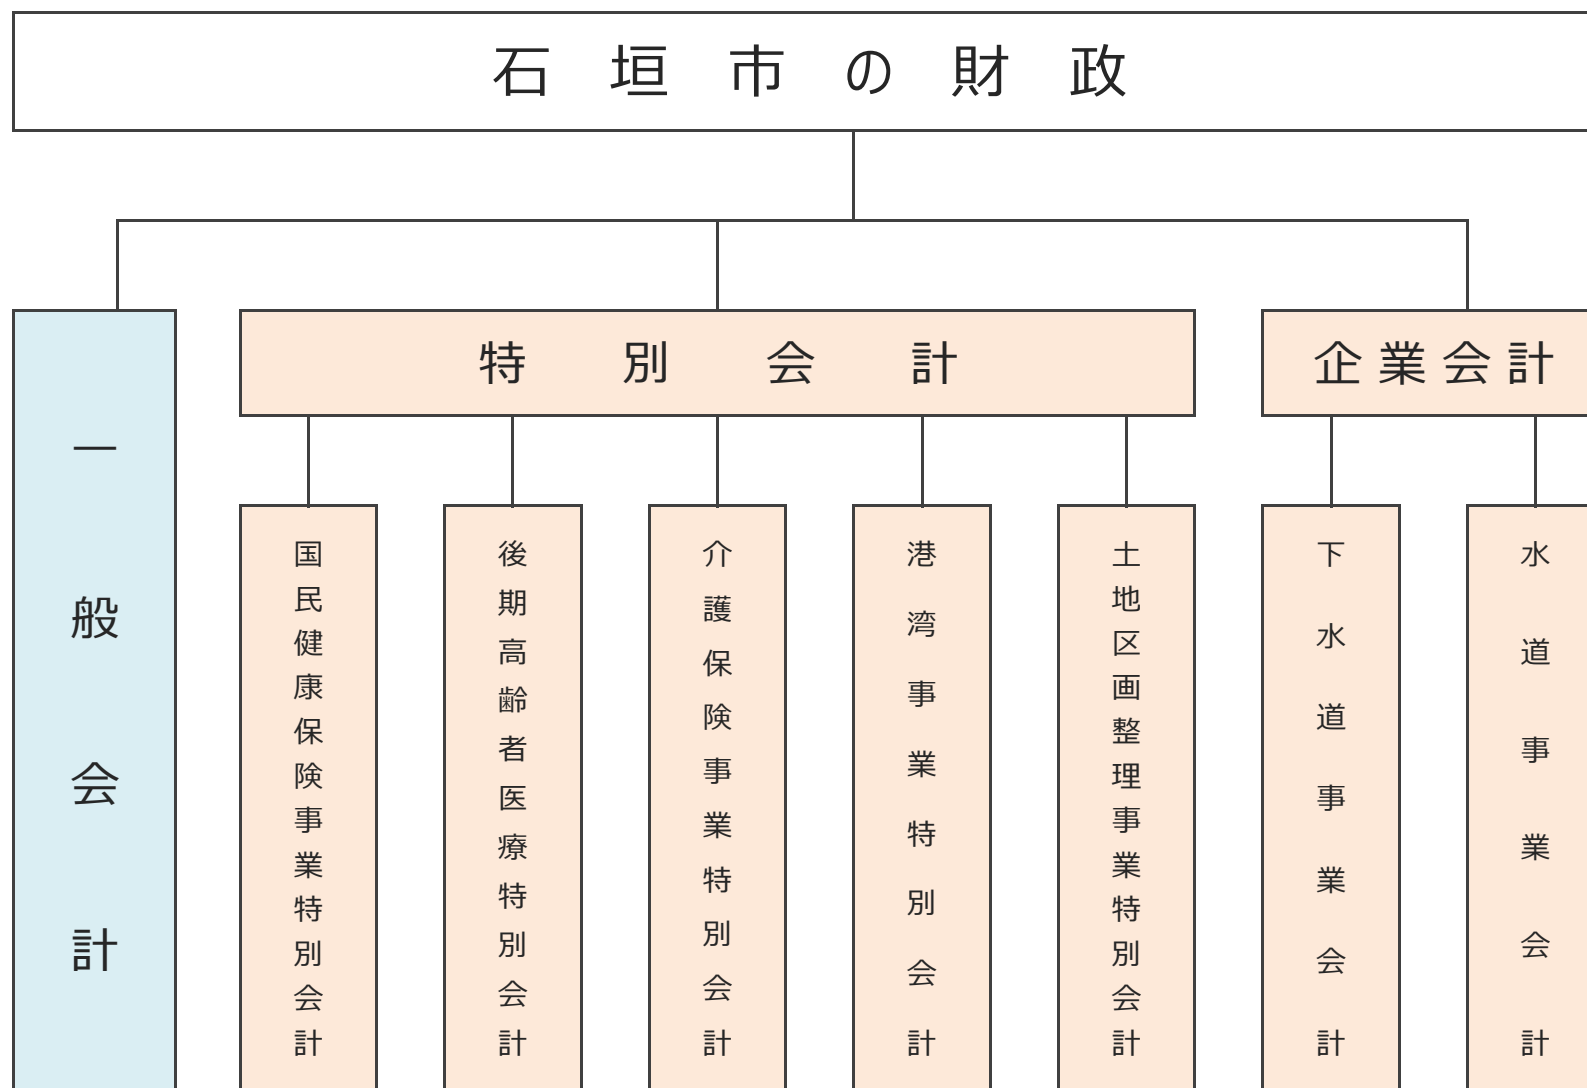 石垣市の財政
一般会計
特別会計
企業会計
国民健康保険事業特別会計
後期高齢者医療特別会計
介護保険事業特別会計
港湾事業特別会計
土地区画整理事業特別会計
下水道事業会計
水道事業会計